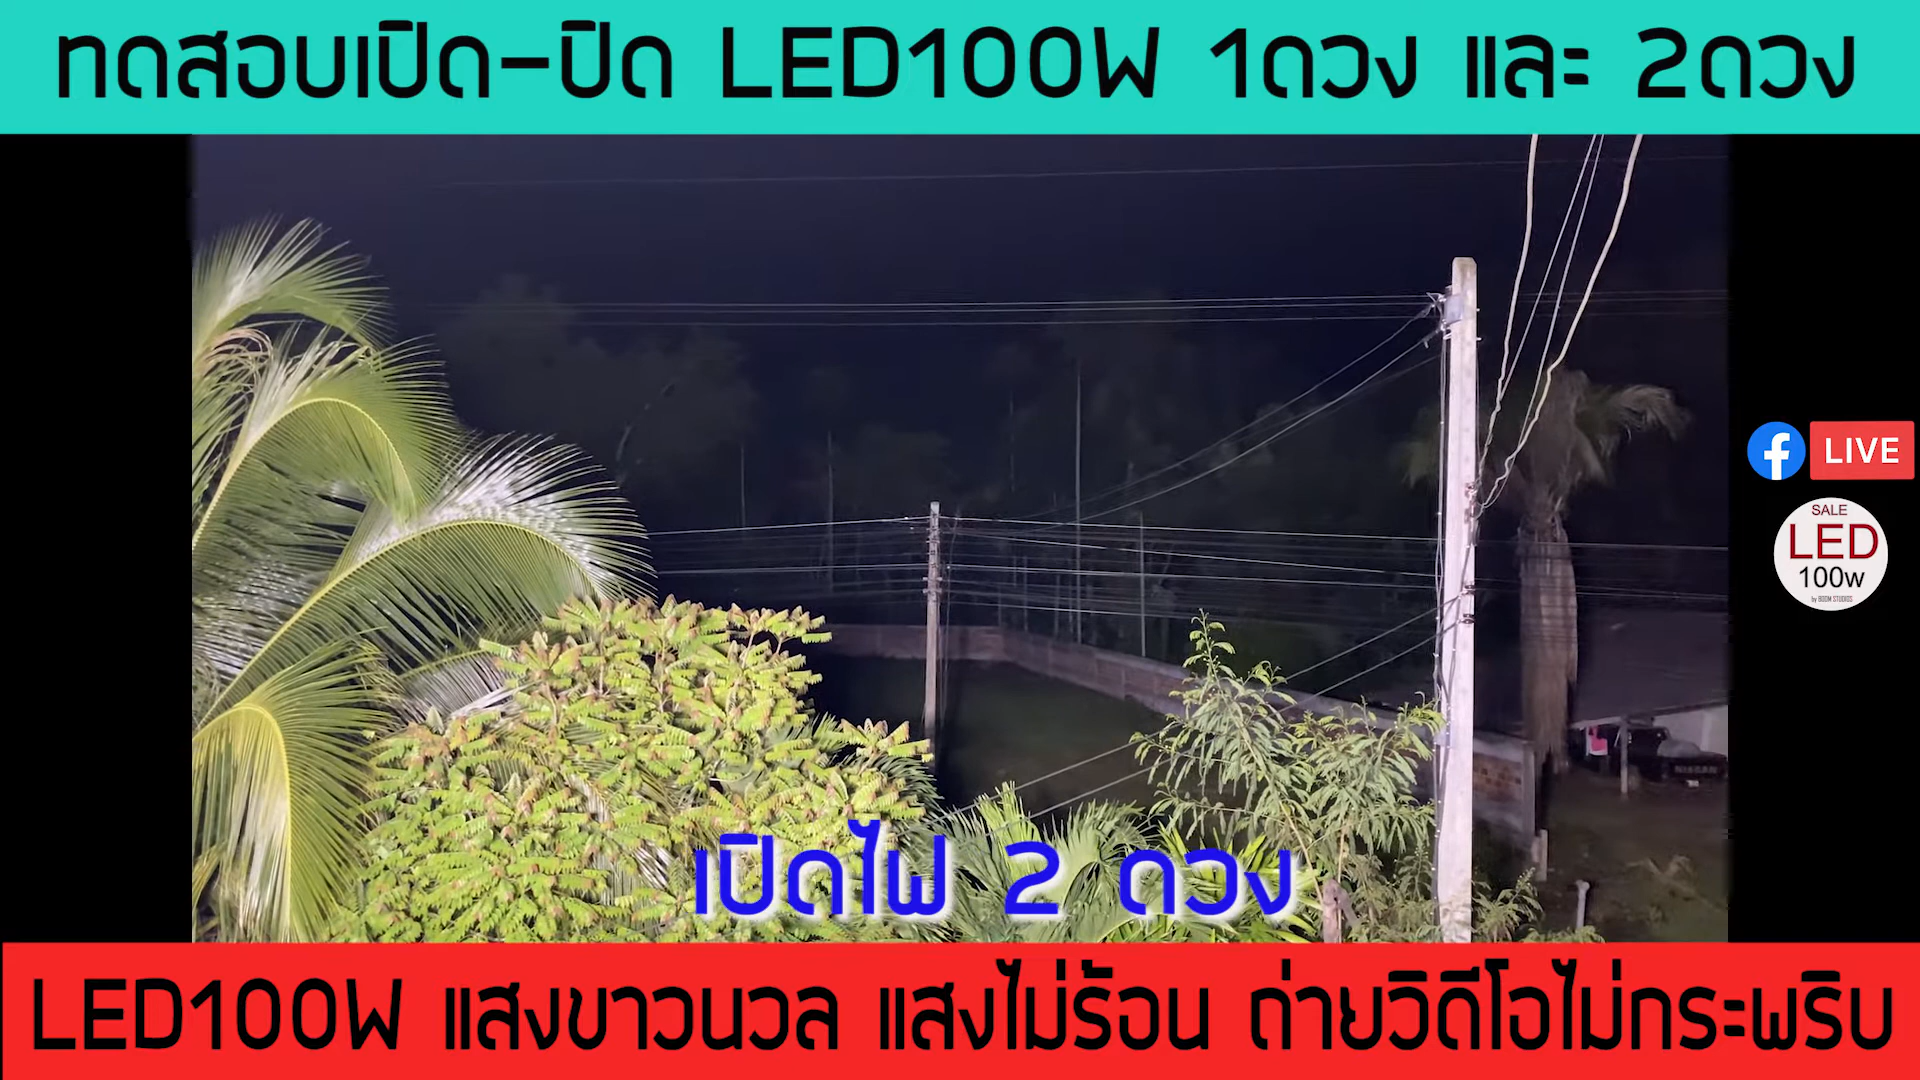 ทดสอบเปิด-ปิด LED100W 1ดวง และ 2ดวง
LIVE
SALE
LED
100w
by BOOM STUDIOS
เปิดไฟ 2 ดวง
LED100W แสงขาวนวล แสงไม่ร้อน ถ่ายวิดีโอไม่กระพริบ